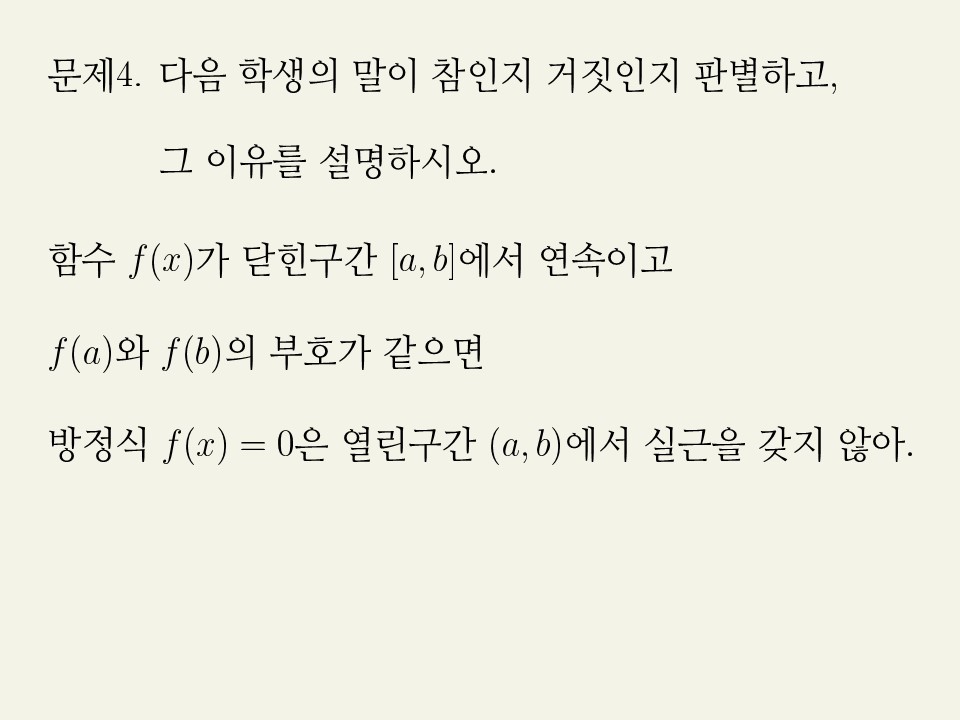 문제4. 다음 학생의 말이 참인지 거짓인지 판별하고,
그 이유를 설명하시오.
함수 f(x)가 닫힌구간 [a, b]에서 연속이고
f(a)와 f(b)의 부호가 같으면
방정식 f(x) = 0은 열린구간 (a, b)에서 실근을 갖지 않아.